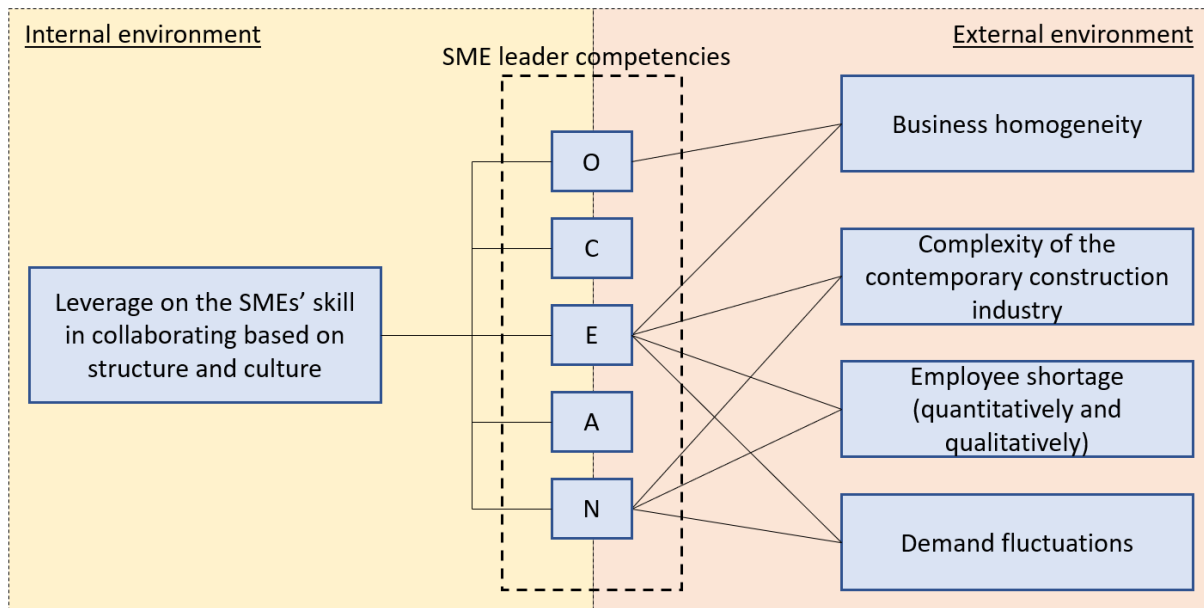 Internal environment
External environment
SME leader competencies
Leverage on the SMEs’ skill
in collaborating based on
structure and culture
O
C
E
A
N
Business homogeneity
Complexity of the
contemporary construction
industry
Employee shortage
(quantitatively and
qualitatively)
Demand fluctuations